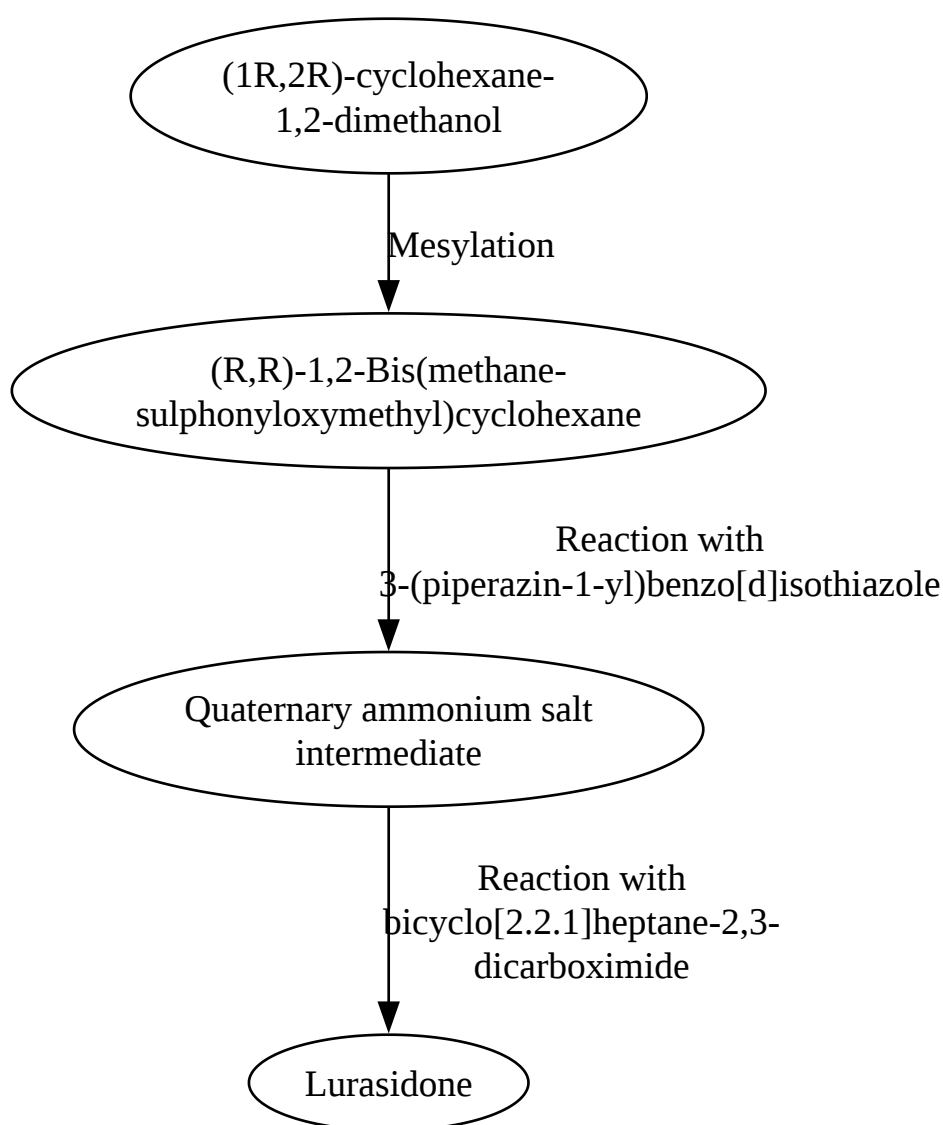 (1R,2R)-cyclohexane-
1,2-dimethanol
Mesylation
(R,R)-1,2-Bis(methane-
sulphonyloxymethyl)cyclohexane
Reaction with
3-(piperazin-1-yl)benzo[d]isothiazole
Quaternary ammonium salt
intermediate
Reaction with
bicyclo[2.2.1]heptane-2,3-
dicarboximide
Lurasidone